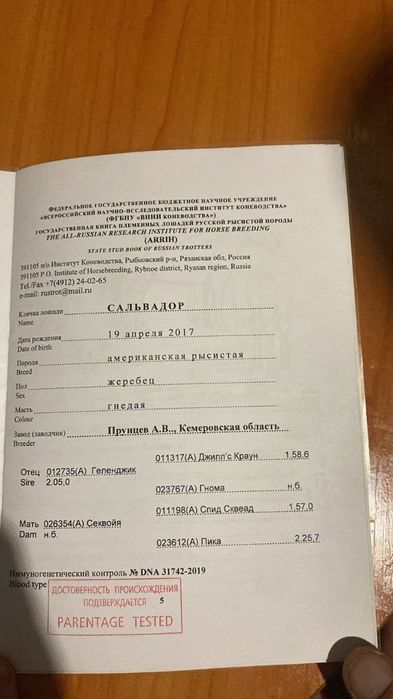 ФЕДЕРАЛЬНОЕ ГОСУДАРСТВЕННОЕ БЮДЖЕТНОЕ НАУЧНОЕ УЧРЕЖДЕНИЕ
«ВСЕРОССИЙСКИЙ НАУЧНО-ИССЛЕДОВАТЕЛЬСКИЙ ИНСТИТУТ КОНЕВОДСТВА»
(ФГБНУ «ВНИИ КОНЕВОДСТВА»)
ГОСУДАРСТВЕННАЯ КНИГА ПЛЕМЕННЫХ ЛОШАДЕЙ РУССКОЙ РЫСИСТОЙ ПОРОДЫ
THE ALL-RUSSIAN RESEARCH INSTITUTE FOR HORSE BREEDING
(ARRIH)
STATE STUD BOOK OF RUSSIAN TROTTERS
391105 п/о Институт Коневодства, Рыбновский р-н, Рязанская обл, Россия
391105 P.O. Institute of Horsebreeding, Rybnoe district, Ryasan region, Russia
Tel./Fax +7(4912) 24-02-65
e-mail: rustrot@mail.ru
Кличка лошади САЛЬВАДОР
Name
Дата рождения 19 апреля 2017
Date of birth
Порода американская рысистая
Breed
Пол жеребец
Sex
Масть гнедая
Colour
Завод (заводчик) Прунцев А.В., Кемеровская область
Breeder
011317(А) Джилл'с Краун 1.58,6
Отец 012735(А) Геленджик
Sire 2.05,0
023767(А) Гнома н.б.
011198(А) Спид Сквеад 1.57,0
Мать 026354(А) Секвойя
Dam н.б.
023612(А) Пика 2.25,7
Иммуногенетический контроль № DNA 31742-2019
Blood type
ДОСТОВЕРНОСТЬ ПРОИСХОЖДЕНИЯ
ПОДТВЕРЖДАЕТСЯ 5
PARENTAGE TESTED